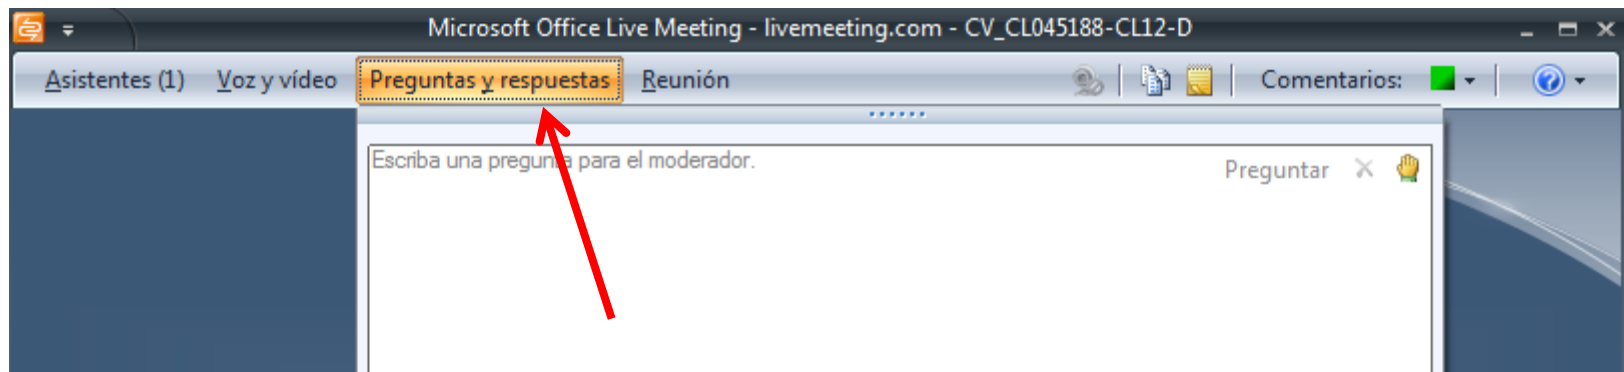 Microsoft Office Live Meeting - livemeeting.com - CV_CL045188-CL12-D
Asistentes (1) Voz y vídeo Preguntas y respuestas Reunión Comentarios:
Escriba una pregunta para el moderador.
Preguntar